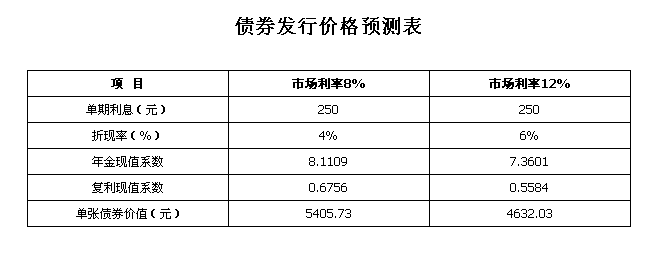 债券发行价格预测表
项 目 市场利率8% 市场利率12%
单期利息(元) 250 250
折现率(%) 4% 6%
年金现值系数 8.1109 7.3601
复利现值系数 0.6756 0.5584
单张债券价值(元) 5405.73 4632.03